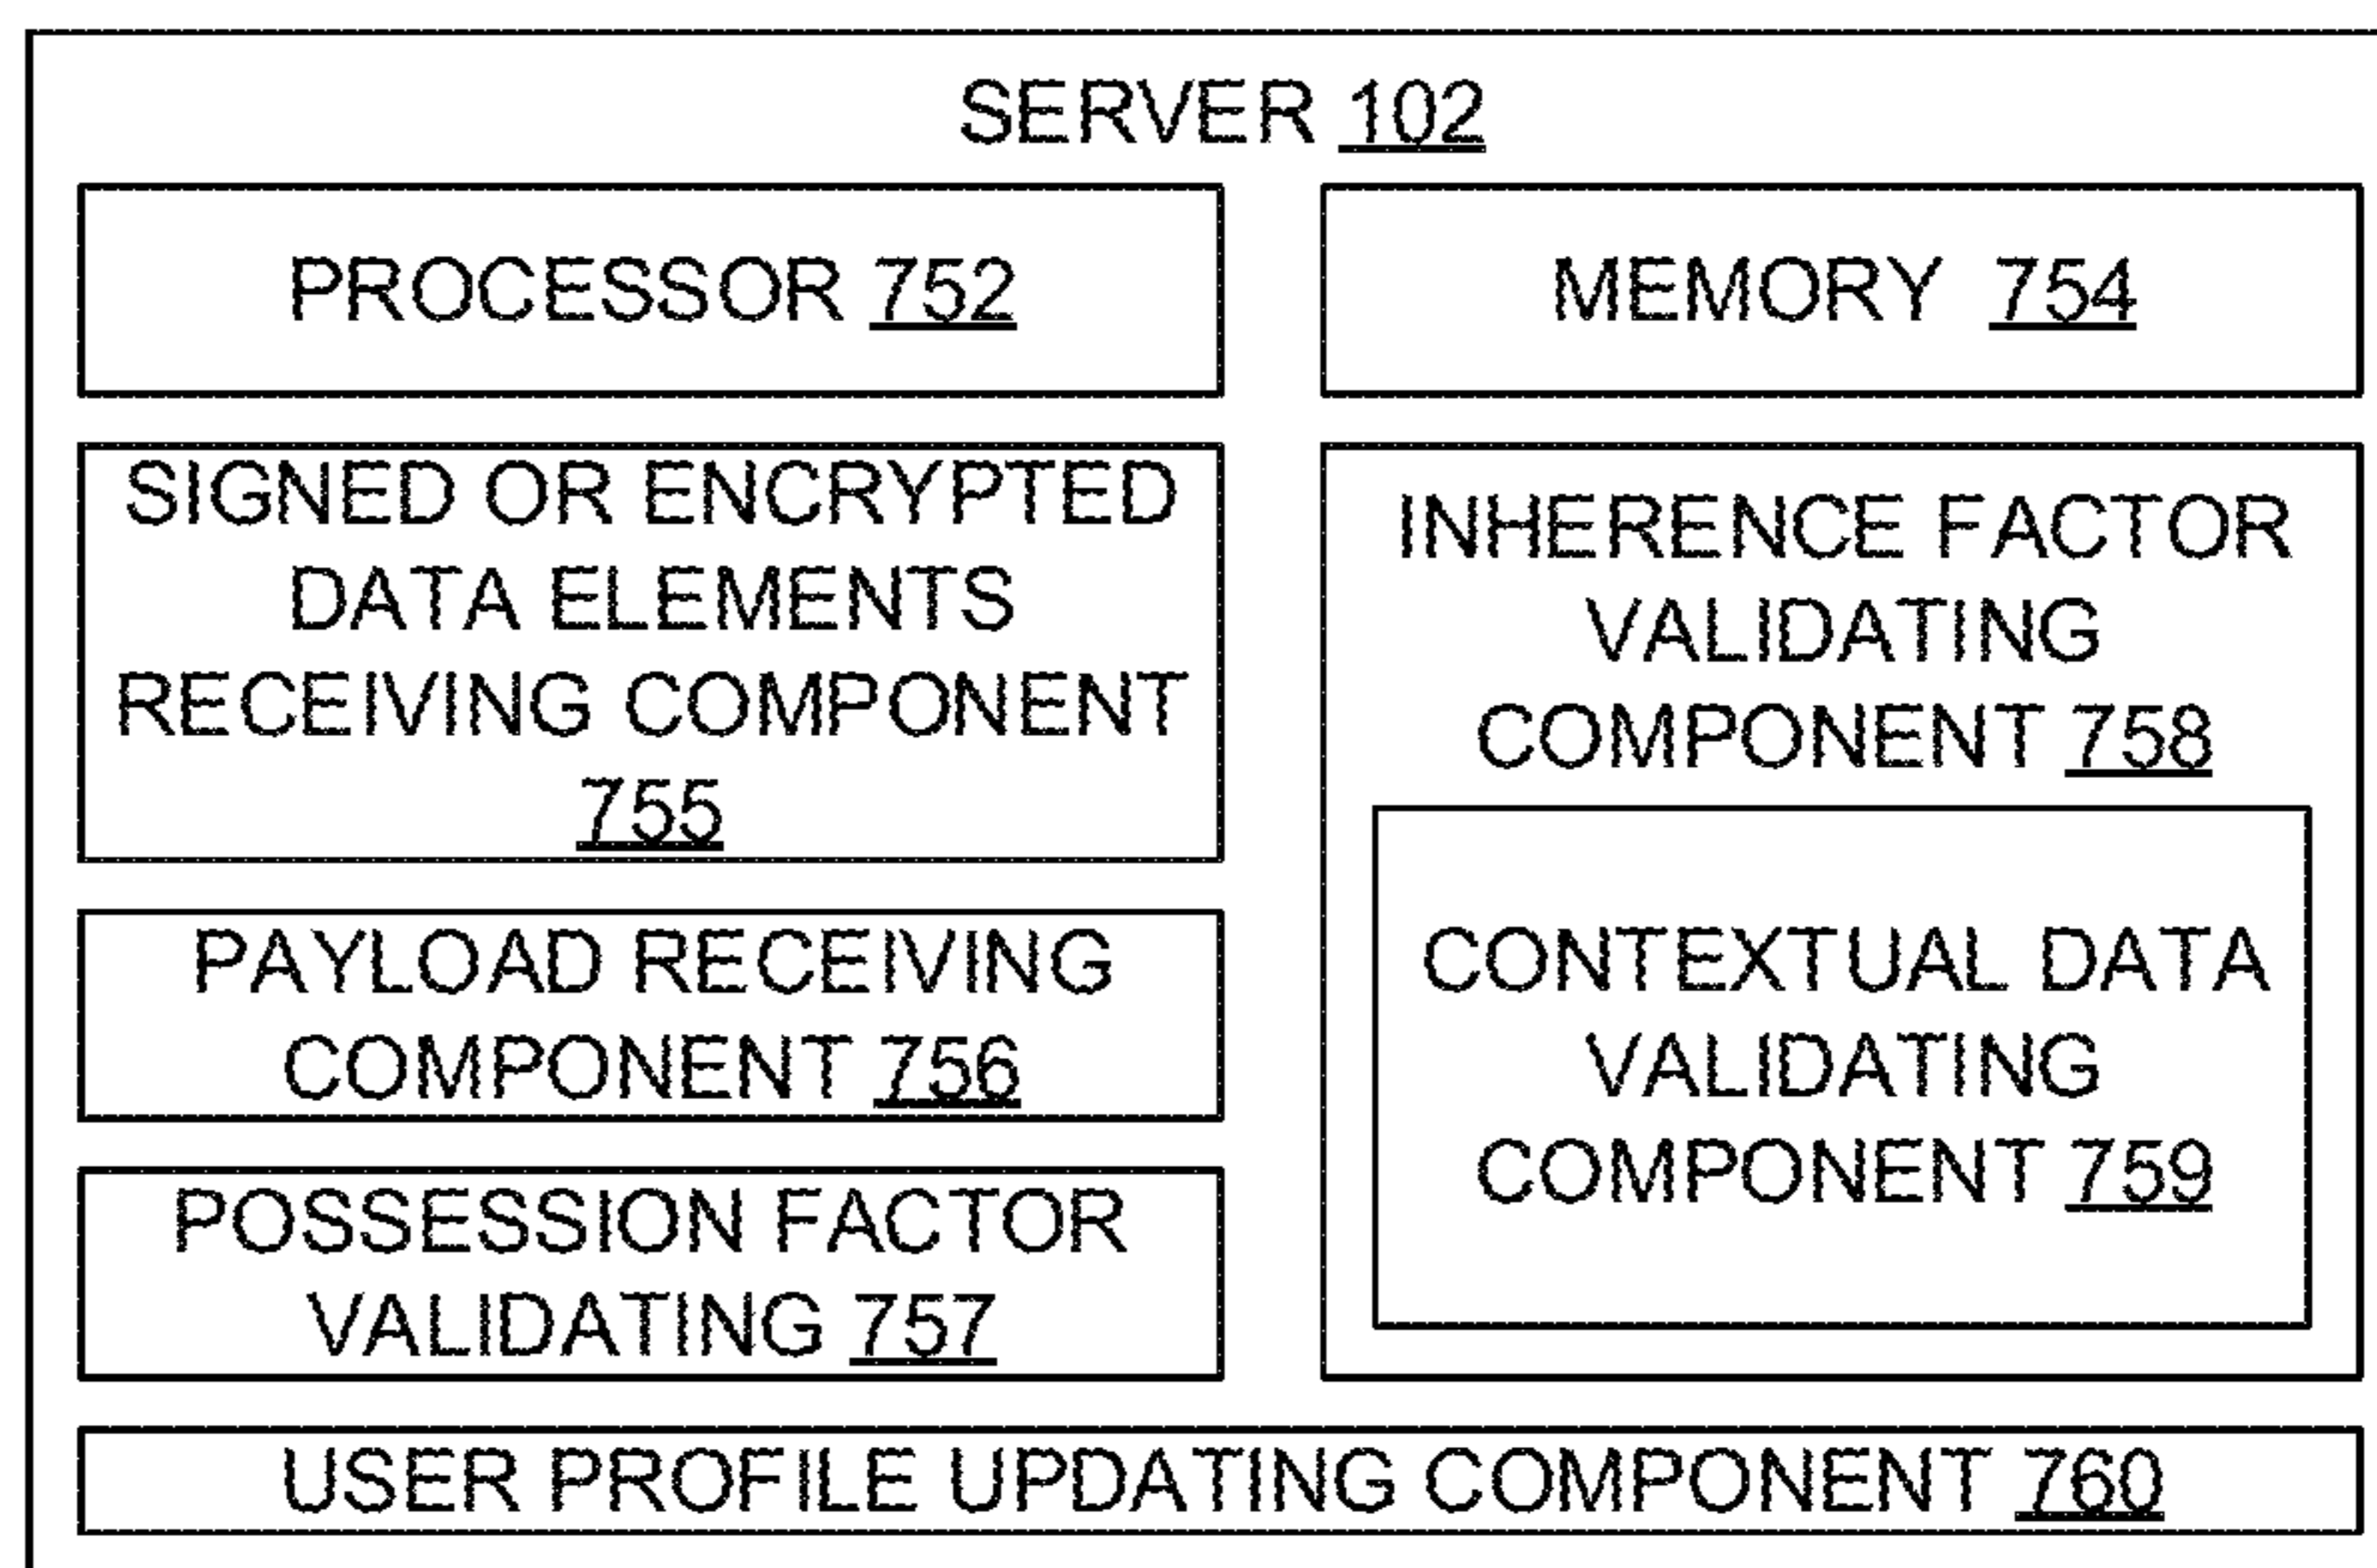 SERVER 102
PROCESSOR 752
MEMORY 754
SIGNED OR ENCRYPTED
DATA ELEMENTS
RECEIVING COMPONENT
755
PAYLOAD RECEIVING
COMPONENT 756
POSSESSION FACTOR
VALIDATING 757
INHERENCE FACTOR
VALIDATING
COMPONENT 758
CONTEXTUAL DATA
VALIDATING
COMPONENT 759
USER PROFILE UPDATING COMPONENT 760